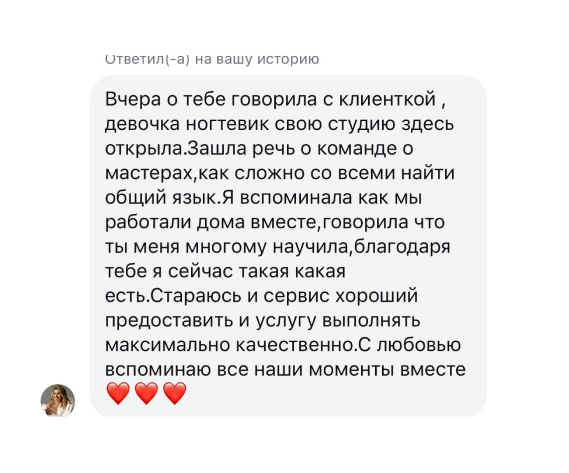 Ответил(-а) на вашу историю
Вчера о тебе говорила с клиенткой ,
девочка ногтевик свою студию здесь
открыла.Зашла речь о команде о
мастерах,как сложно со всеми найти
общий язык.Я вспоминала как мы
работали дома вместе,говорила что
ты меня многому научила,благодаря
тебе я сейчас такая какая
есть.Стараюсь и сервис хороший
предоставить и услугу выполнять
максимально качественно.С любовью
вспоминаю все наши моменты вместе
❤️❤️❤️